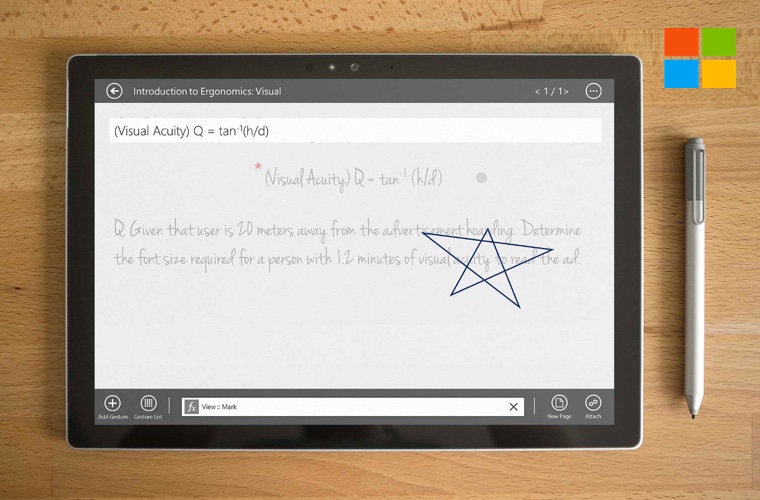 Introduction to Ergonomics: Visual
< 1 / 1>
(Visual Acuity) Q = tan⁻¹(h/d)
* (Visual Acuity) Q = tan⁻¹ (h/d)
Q. Given that user is 20 meters away from the advertisement hoarding. Determine
the font size required for a person with 1.2 minutes of visual acuity to read the ad.
Add Gesture
Gesture List
fx
View :: Mark
New Page
Attach